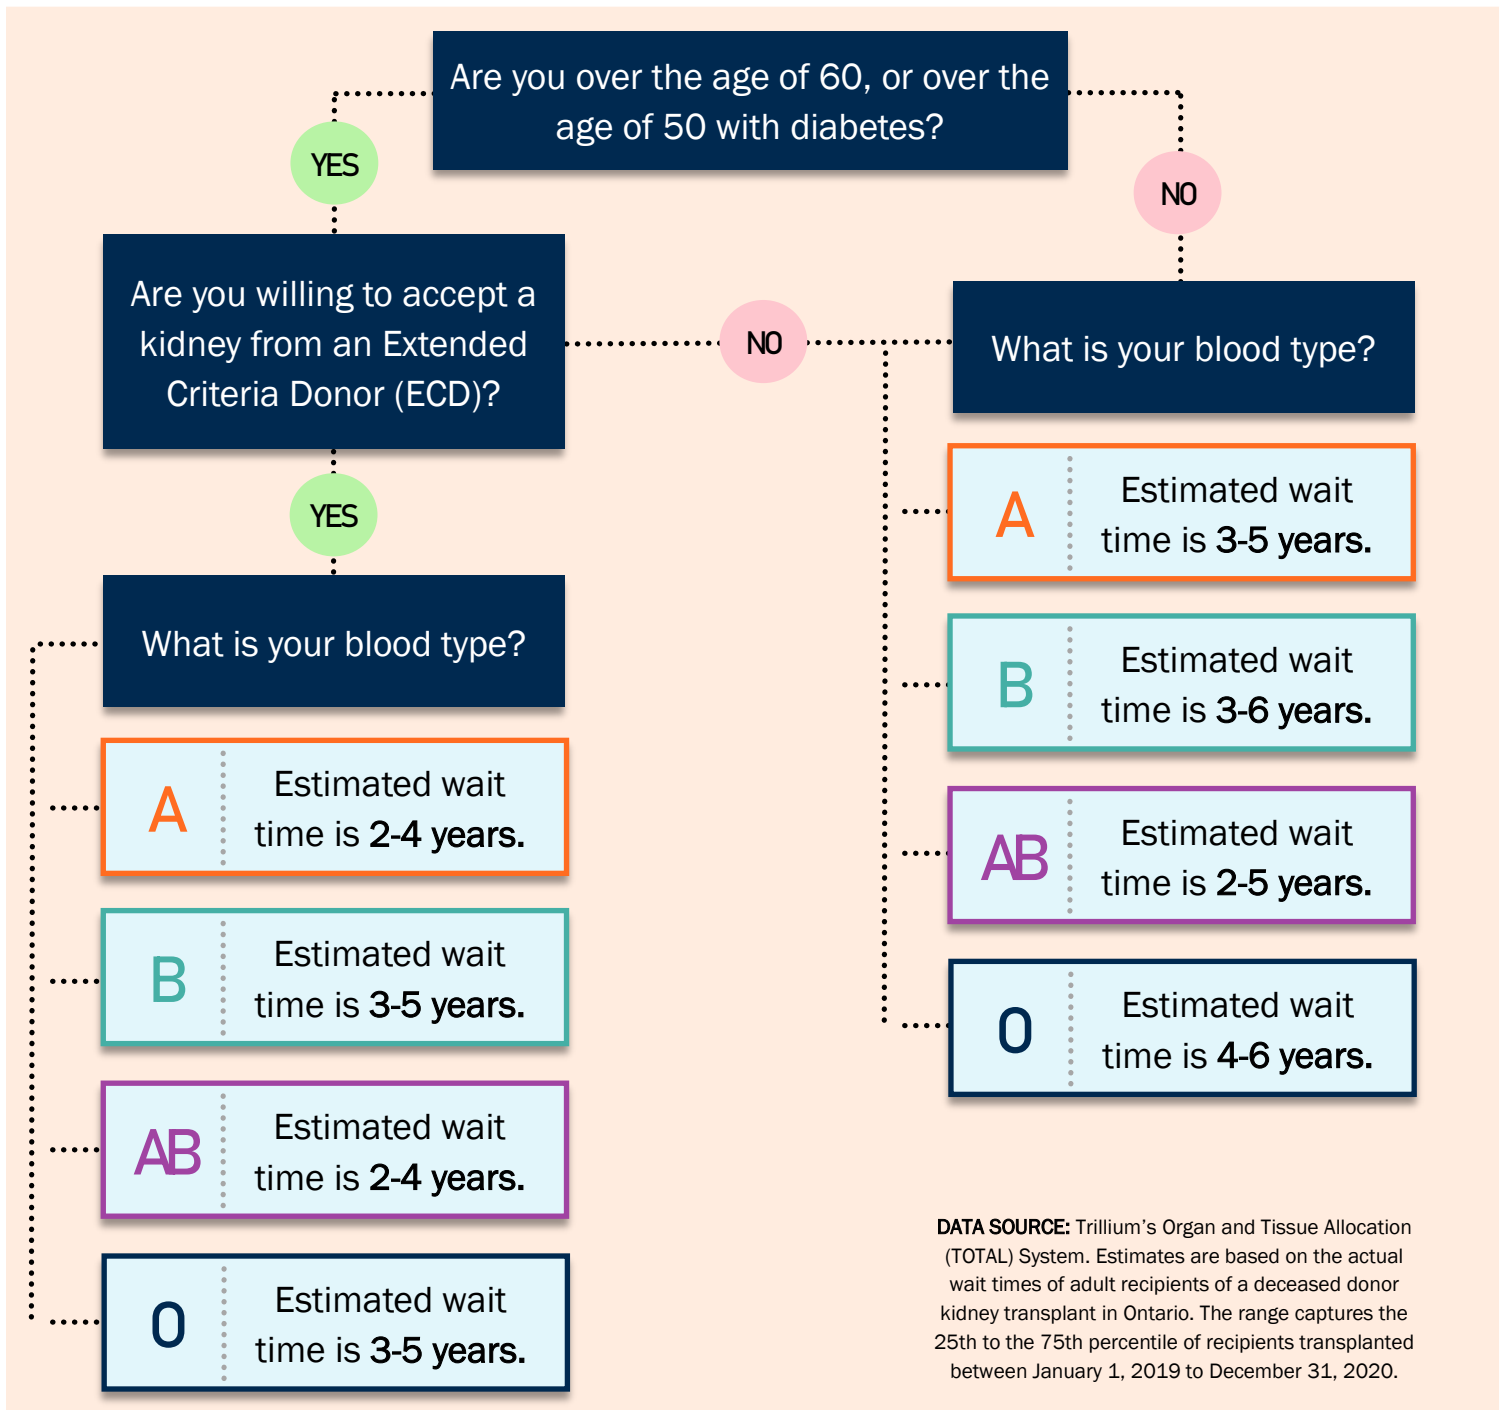 Are you over the age of 60, or over the
age of 50 with diabetes?
YES
NO
Are you willing to accept a
kidney from an Extended
Criteria Donor (ECD)?
NO
YES
What is your blood type?
A
Estimated wait
time is 2-4 years.
B
Estimated wait
time is 3-5 years.
AB
Estimated wait
time is 2-4 years.
O
Estimated wait
time is 3-5 years.
What is your blood type?
A
Estimated wait
time is 3-5 years.
B
Estimated wait
time is 3-6 years.
AB
Estimated wait
time is 2-5 years.
O
Estimated wait
time is 4-6 years.
DATA SOURCE: Trillium's Organ and Tissue Allocation
(TOTAL) System. Estimates are based on the actual
wait times of adult recipients of a deceased donor
kidney transplant in Ontario. The range captures the
25th to the 75th percentile of recipients transplanted
between January 1, 2019 to December 31, 2020.